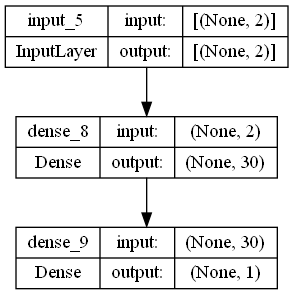 input_5 input: [(None, 2)]
InputLayer output: [(None, 2)]
dense_8 input: (None, 2)
Dense output: (None, 30)
dense_9 input: (None, 30)
Dense output: (None, 1)